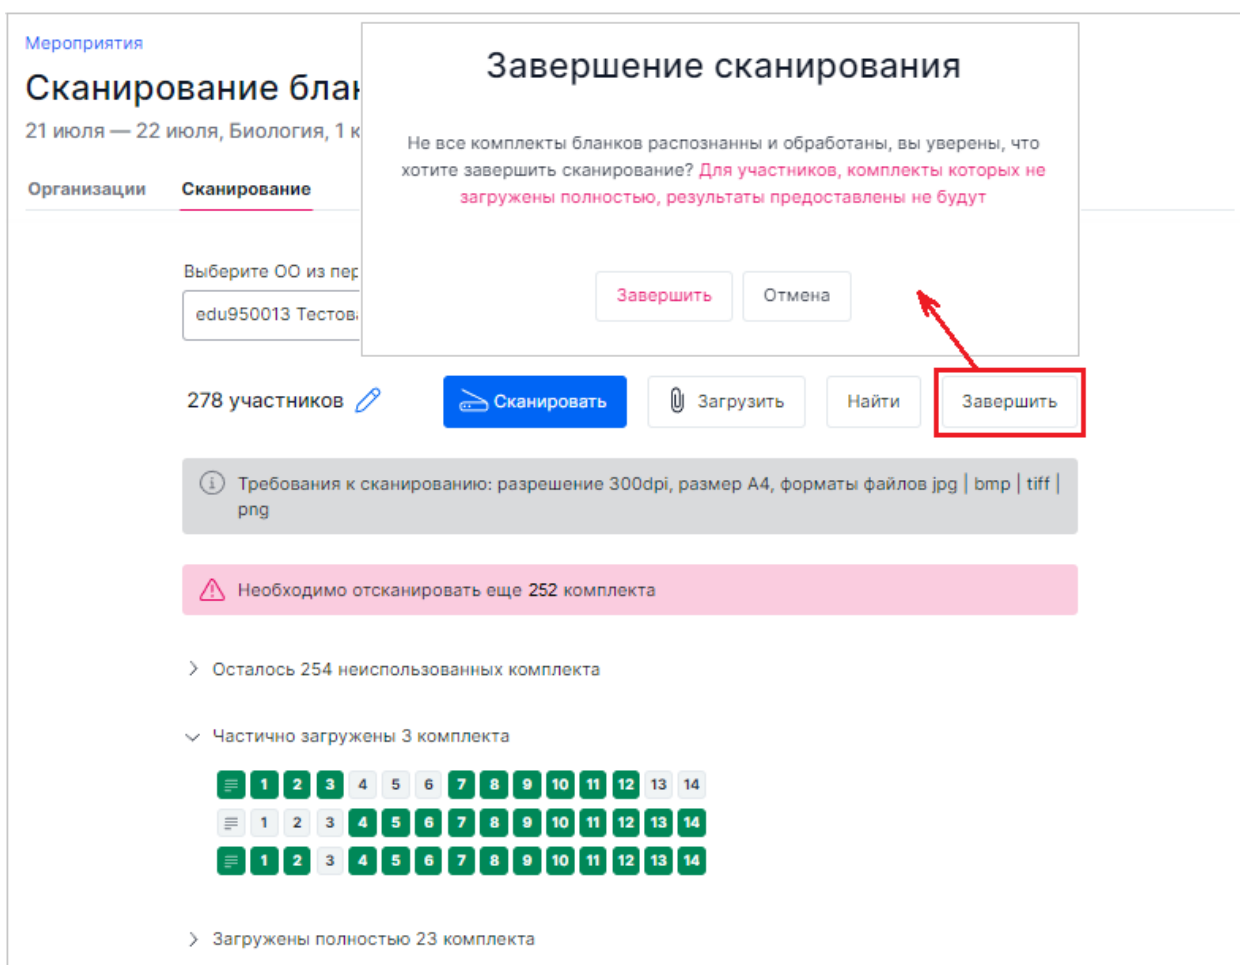 Мероприятия
Сканирование блан
21 июля — 22 июля, Биология, 1 к
Организации Сканирование
Завершение сканирования
Не все комплекты бланков распознанны и обработаны, вы уверены, что
хотите завершить сканирование? Для участников, комплекты которых не
загружены полностью, результаты предоставлены не будут
Завершить Отмена
Выберите ОО из пер
edu950013 Тестова
278 участников Сканировать Загрузить Найти Завершить
Требования к сканированию: разрешение 300dpi, размер А4, форматы файлов jpg | bmp | tiff |
png
Необходимо отсканировать еще 252 комплекта
Осталось 254 неиспользованных комплекта
Частично загружены 3 комплекта
1 2 3 4 5 6 7 8 9 10 11 12 13 14
1 2 3 4 5 6 7 8 9 10 11 12 13 14
1 2 3 4 5 6 7 8 9 10 11 12 13 14
Загружены полностью 23 комплекта